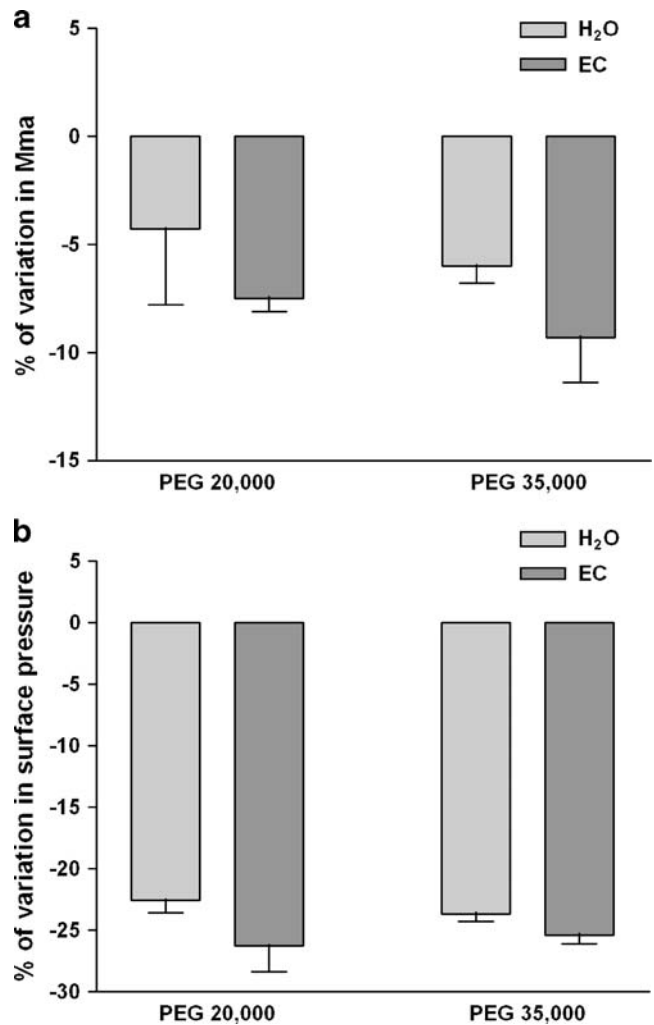 a
H₂O
EC
% of variation in Mma
5
0
-5
-10
-15
PEG 20,000 PEG 35,000
b
H₂O
EC
% of variation in surface pressure
5
0
-5
-10
-15
-20
-25
-30
PEG 20,000 PEG 35,000